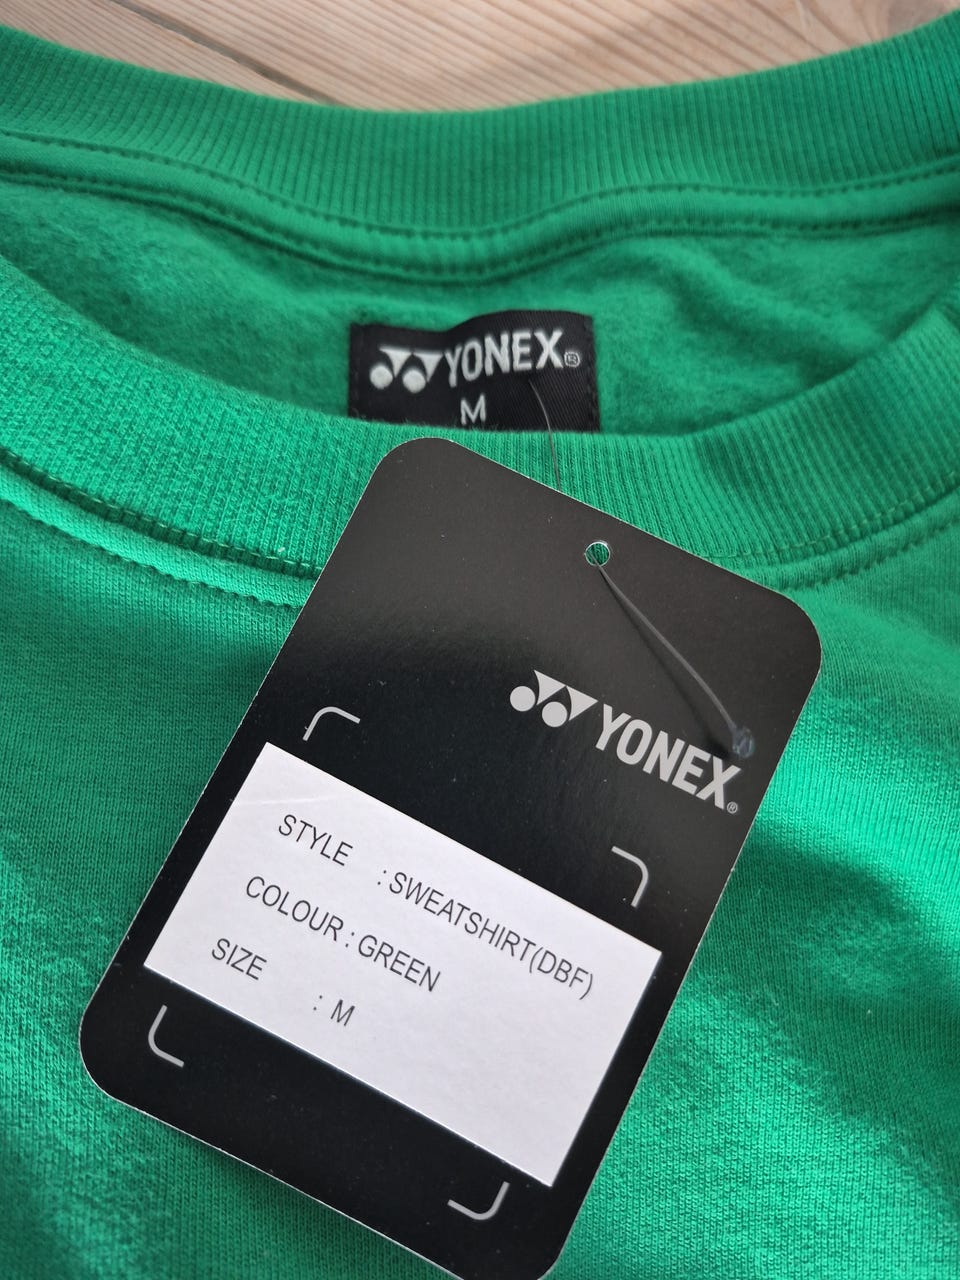 YONEX®
M
YONEX®
STYLE : SWEATSHIRT(DBF)
COLOUR : GREEN
SIZE : M